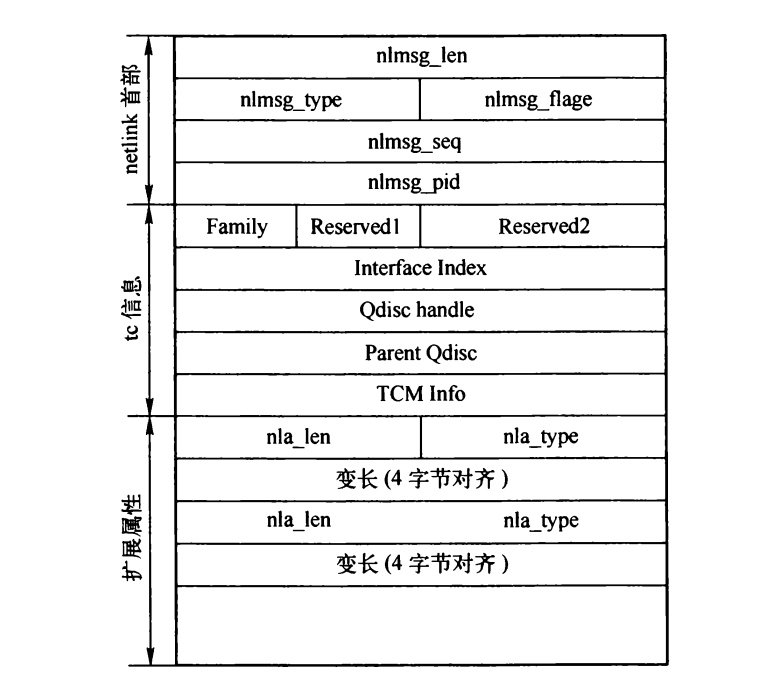 netlink 首部
nlmsg_len
nlmsg_type nlmsg_flage
nlmsg_seq
nlmsg_pid
tc 信息
Family Reserved1 Reserved2
Interface Index
Qdisc handle
Parent Qdisc
TCM Info
扩展属性
nla_len nla_type
变长 (4 字节对齐 )
nla_len nla_type
变长 (4 字节对齐 )